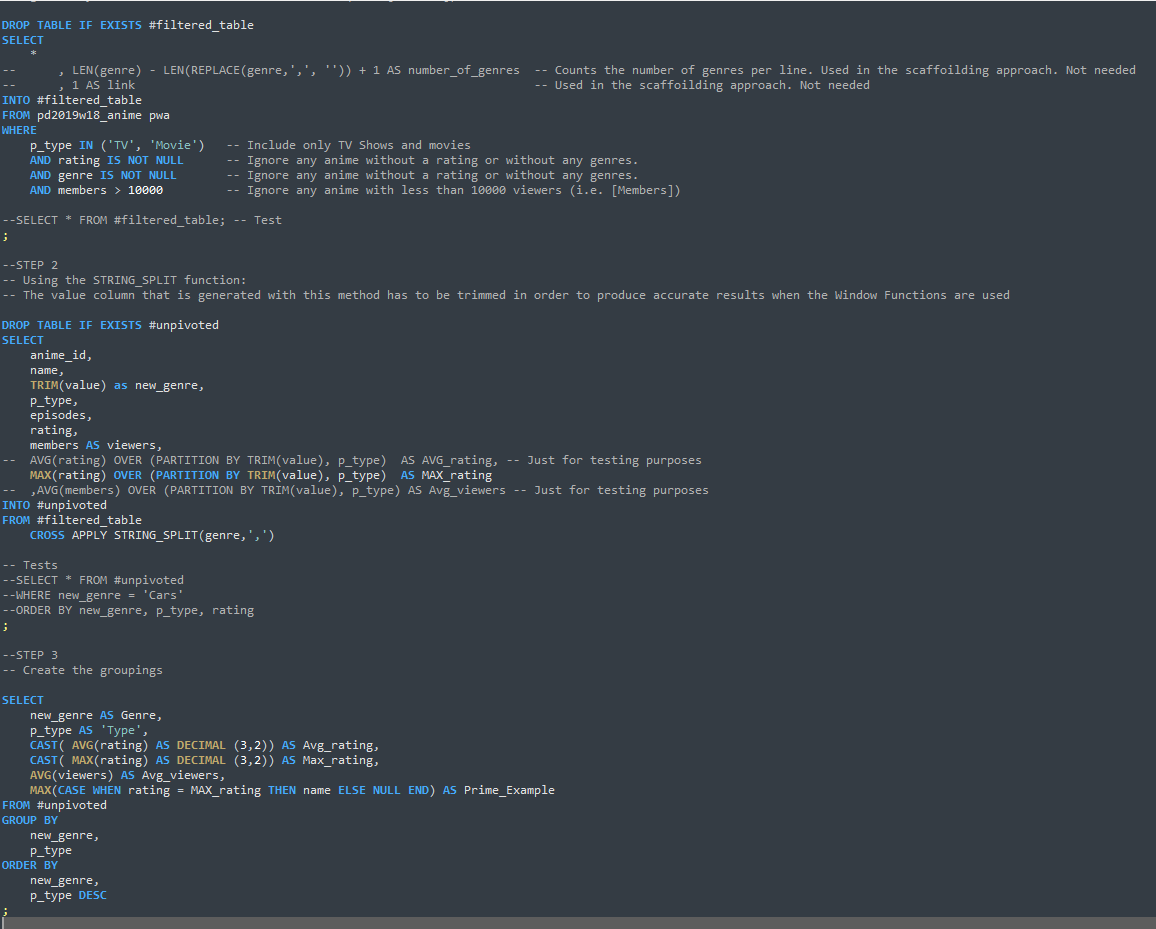 DROP TABLE IF EXISTS #filtered_table
SELECT
    *
--      , LEN(genre) - LEN(REPLACE(genre,',', '')) + 1 AS number_of_genres  -- Counts the number of genres per line. Used in the scaffoilding approach. Not needed
--      , 1 AS link                                                         -- Used in the scaffoilding approach. Not needed
INTO #filtered_table
FROM pd2019w18_anime pwa
WHERE
    p_type IN ('TV', 'Movie')   -- Include only TV Shows and movies
    AND rating IS NOT NULL      -- Ignore any anime without a rating or without any genres.
    AND genre IS NOT NULL       -- Ignore any anime without a rating or without any genres.
    AND members > 10000         -- Ignore any anime with less than 10000 viewers (i.e. [Members])

--SELECT * FROM #filtered_table; -- Test
;

--STEP 2
-- Using the STRING_SPLIT function:
-- The value column that is generated with this method has to be trimmed in order to produce accurate results when the Window Functions are used

DROP TABLE IF EXISTS #unpivoted
SELECT
    anime_id,
    name,
    TRIM(value) as new_genre,
    p_type,
    episodes,
    rating,
    members AS viewers,
--  AVG(rating) OVER (PARTITION BY TRIM(value), p_type)  AS AVG_rating, -- Just for testing purposes
    MAX(rating) OVER (PARTITION BY TRIM(value), p_type)  AS MAX_rating
--  ,AVG(members) OVER (PARTITION BY TRIM(value), p_type) AS Avg_viewers -- Just for testing purposes
INTO #unpivoted
FROM #filtered_table
    CROSS APPLY STRING_SPLIT(genre,',')

-- Tests
--SELECT * FROM #unpivoted
--WHERE new_genre = 'Cars'
--ORDER BY new_genre, p_type, rating
;

--STEP 3
-- Create the groupings

SELECT
    new_genre AS Genre,
    p_type AS 'Type',
    CAST( AVG(rating) AS DECIMAL (3,2)) AS Avg_rating,
    CAST( MAX(rating) AS DECIMAL (3,2)) AS Max_rating,
    AVG(viewers) AS Avg_viewers,
    MAX(CASE WHEN rating = MAX_rating THEN name ELSE NULL END) AS Prime_Example
FROM #unpivoted
GROUP BY
    new_genre,
    p_type
ORDER BY
    new_genre,
    p_type DESC
;